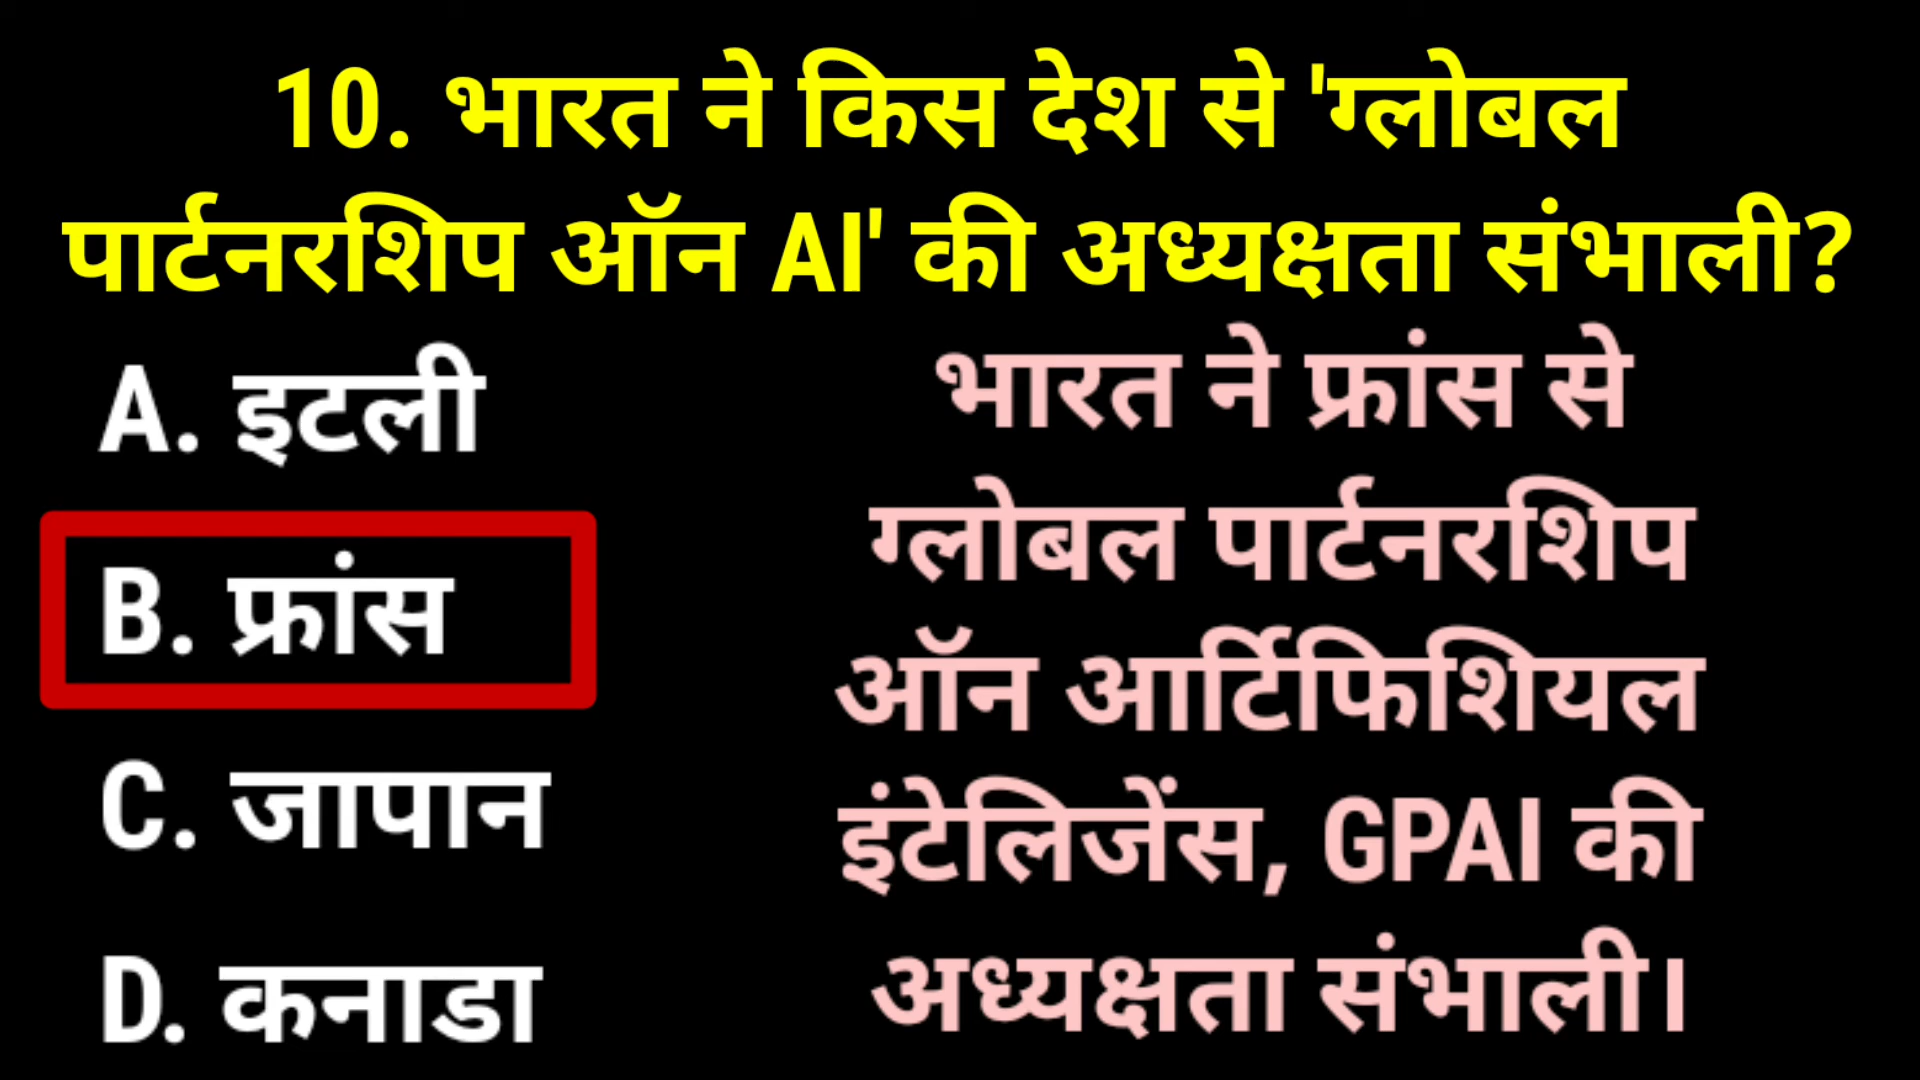 10. भारत ने किस देश से 'ग्लोबल
पार्टनरशिप ऑन AI' की अध्यक्षता संभाली?
A. इटली
B. फ्रांस
C. जापान
D. कनाडा
भारत ने फ्रांस से
ग्लोबल पार्टनरशिप
ऑन आर्टिफिशियल
इंटेलिजेंस, GPAI की
अध्यक्षता संभाली।